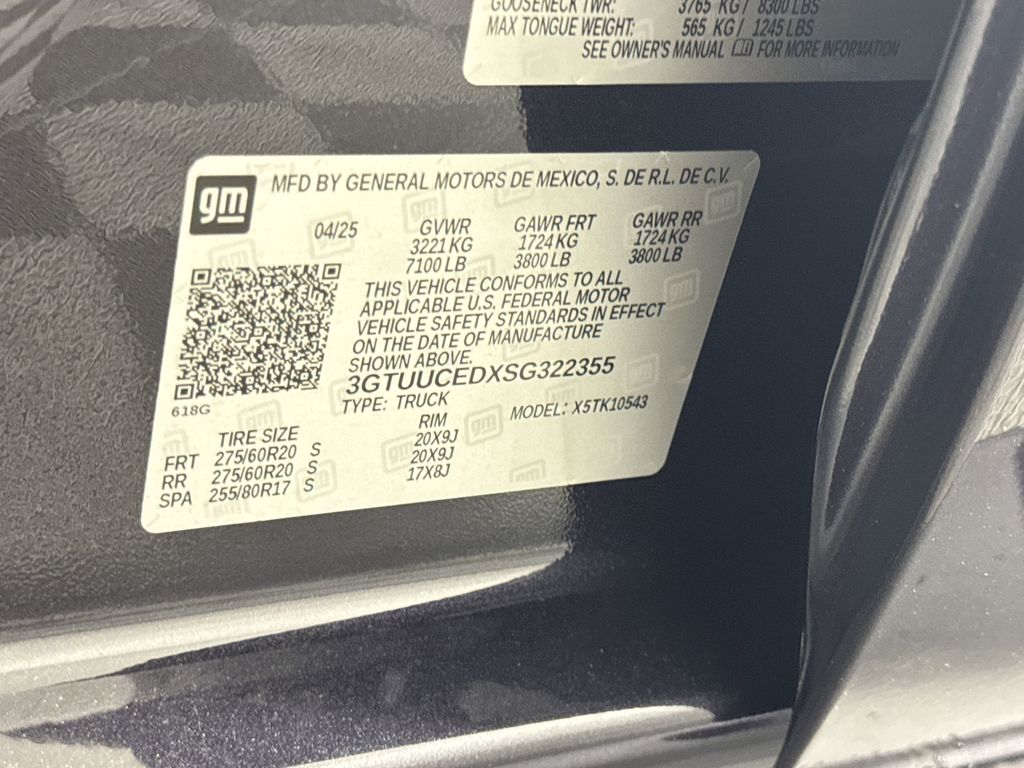 GOOSENECK TWR: 3765 KG / 8300 LBS
MAX TONGUE WEIGHT: 565 KG / 1245 LBS
SEE OWNER'S MANUAL FOR MORE INFORMATION
gm
MFD BY GENERAL MOTORS DE MEXICO, S. DE R.L. DE C.V.
04/25 GVWR GAWR FRT GAWR RR
3221 KG 1724 KG 1724 KG
7100 LB 3800 LB 3800 LB
THIS VEHICLE CONFORMS TO ALL
APPLICABLE U.S. FEDERAL MOTOR
VEHICLE SAFETY STANDARDS IN EFFECT
ON THE DATE OF MANUFACTURE
SHOWN ABOVE.
3GTUUCEDXSG322355
618G
TYPE: TRUCK MODEL: X5TK10543
TIRE SIZE RIM
FRT 275/60R20 S 20X9J
RR 275/60R20 S 20X9J
SPA 255/80R17 S 17X8J